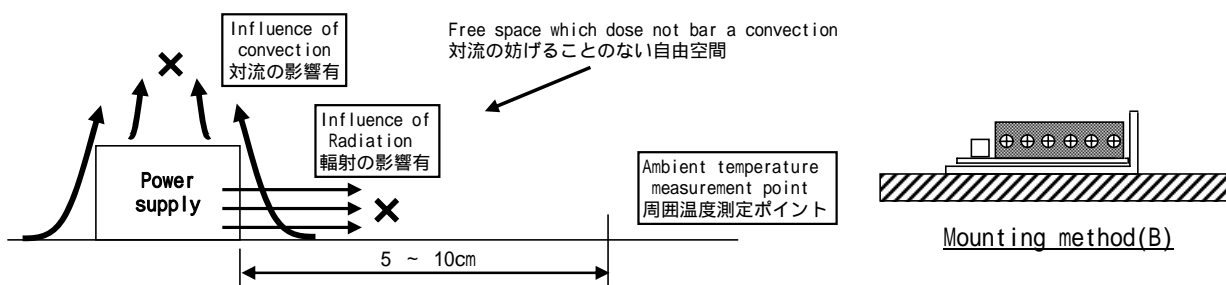 Influence of
convection
対流の影響有
Free space which dose not bar a convection
対流の妨げることのない自由空間
Influence of
Radiation
輻射の影響有
Power
supply
Ambient temperature
measurement point
周囲温度測定ポイント
5 ~ 10cm
Mounting method(B)